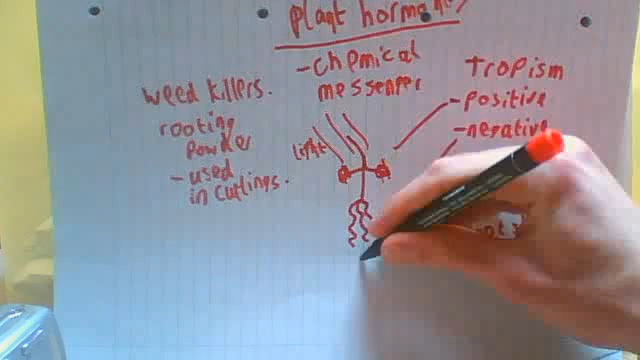 plant hormones
-chemical
messenger
weed killers.
rooting
powder
- used
in cuttings.
light
Tropism
- positive
- negative